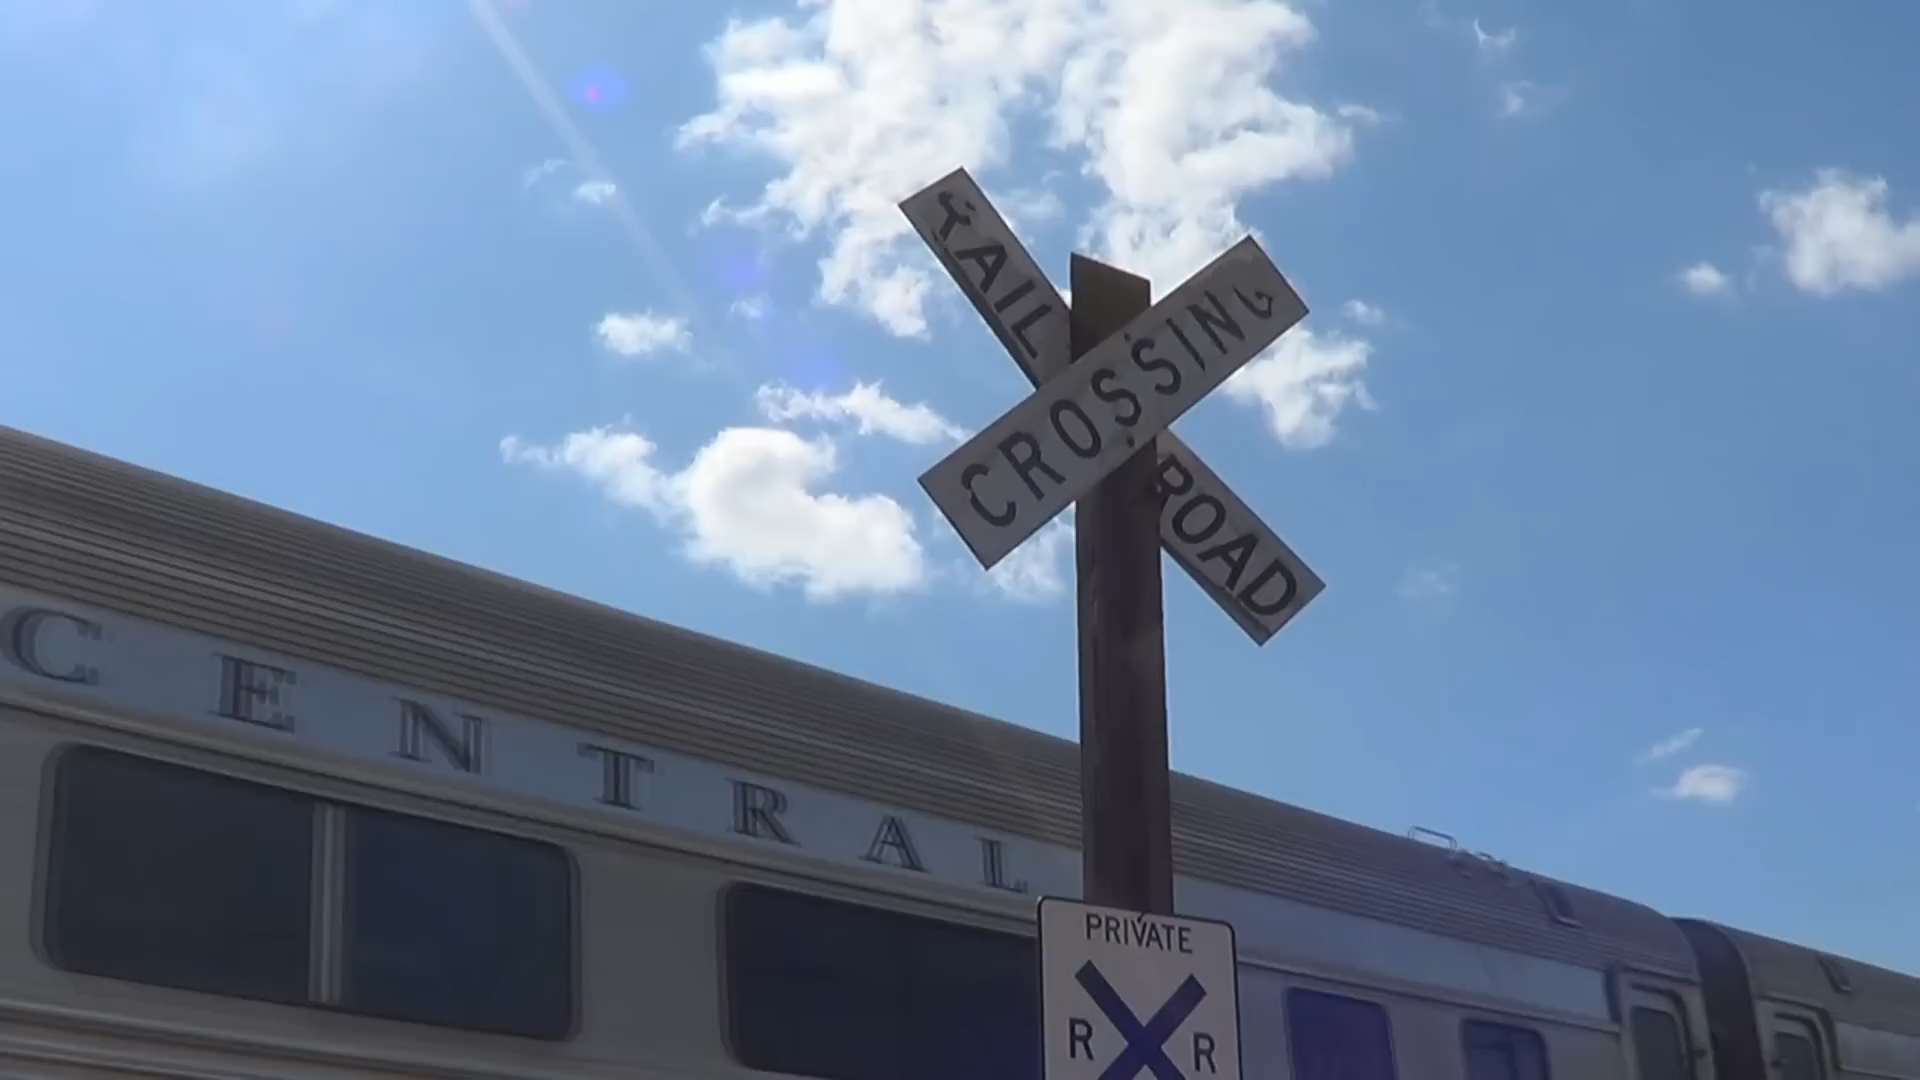 RAIL
ROAD
CROSSING
CENTRAL
PRIVATE
R X R